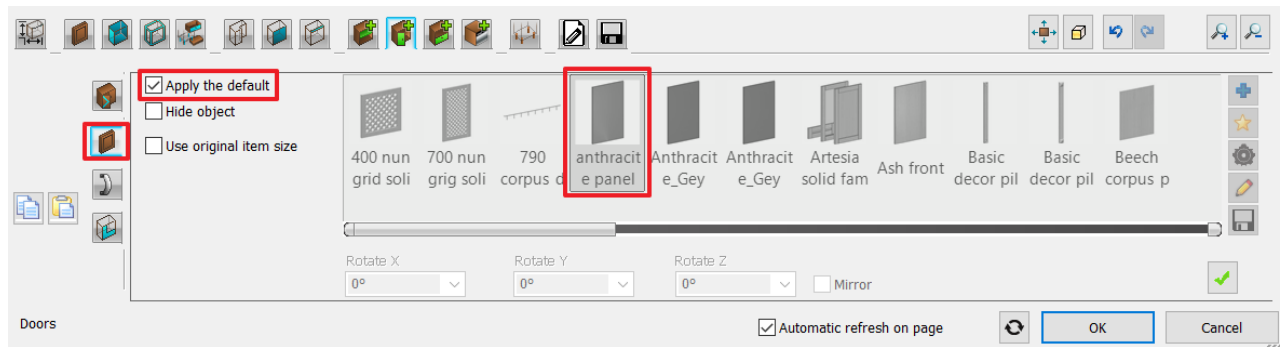 Apply the default
Hide object
Use original item size
400 nun
grid soli
700 nun
grig soli
790
corpus d
anthracit
e panel
Anthracit
e_Gey
Anthracit
e_Gey
Artesia
solid fam
Ash front
Basic
decor pil
Basic
decor pil
Beech
corpus p
Rotate X
Rotate Y
Rotate Z
0°
0°
0°
Mirror
Doors
Automatic refresh on page
OK
Cancel